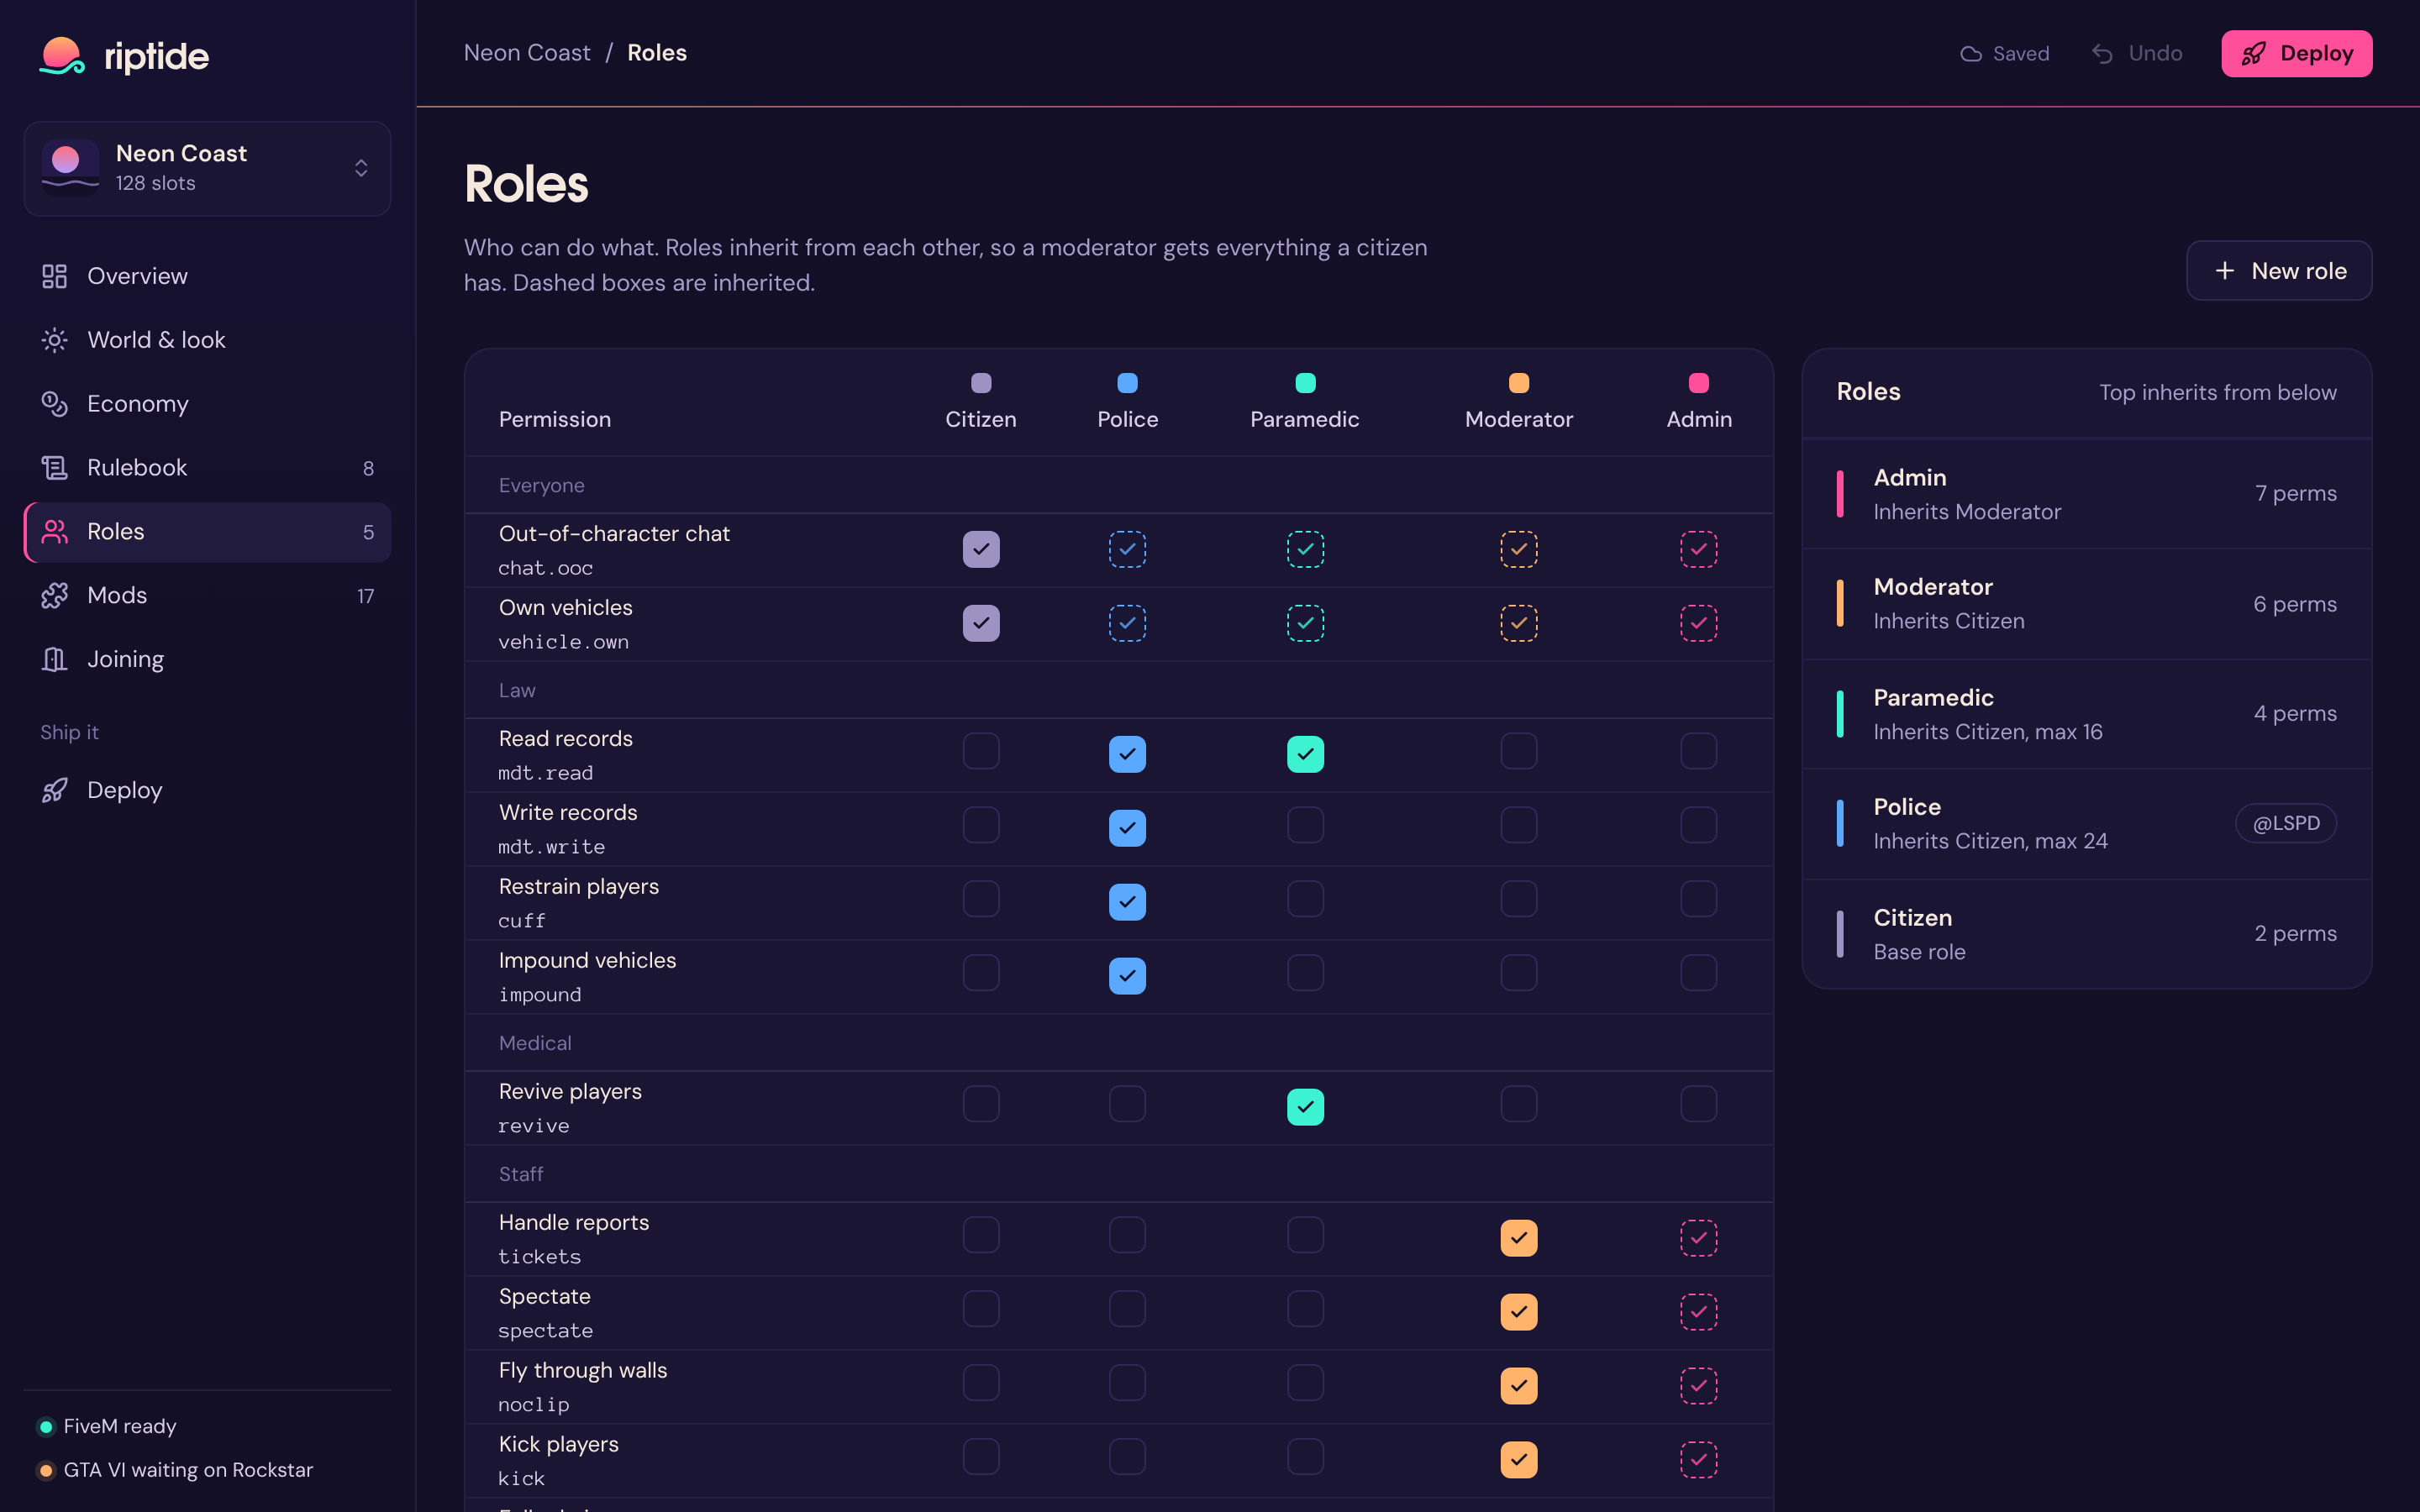 riptide
Neon Coast
128 slots
Overview
World & look
Economy
Rulebook 8
Roles 5
Mods 17
Joining
Ship it
Deploy
FiveM ready
GTA VI waiting on Rockstar
Neon Coast / Roles
Saved
Undo
Deploy
Roles
Who can do what. Roles inherit from each other, so a moderator gets everything a citizen
has. Dashed boxes are inherited.
New role
Permission Citizen Police Paramedic Moderator Admin
Everyone
Out-of-character chat
chat.ooc
Own vehicles
vehicle.own
Law
Read records
mdt.read
Write records
mdt.write
Restrain players
cuff
Impound vehicles
impound
Medical
Revive players
revive
Staff
Handle reports
tickets
Spectate
spectate
Fly through walls
noclip
Kick players
kick
Roles Top inherits from below
Admin
Inherits Moderator
7 perms
Moderator
Inherits Citizen
6 perms
Paramedic
Inherits Citizen, max 16
4 perms
Police
Inherits Citizen, max 24
@LSPD
Citizen
Base role
2 perms